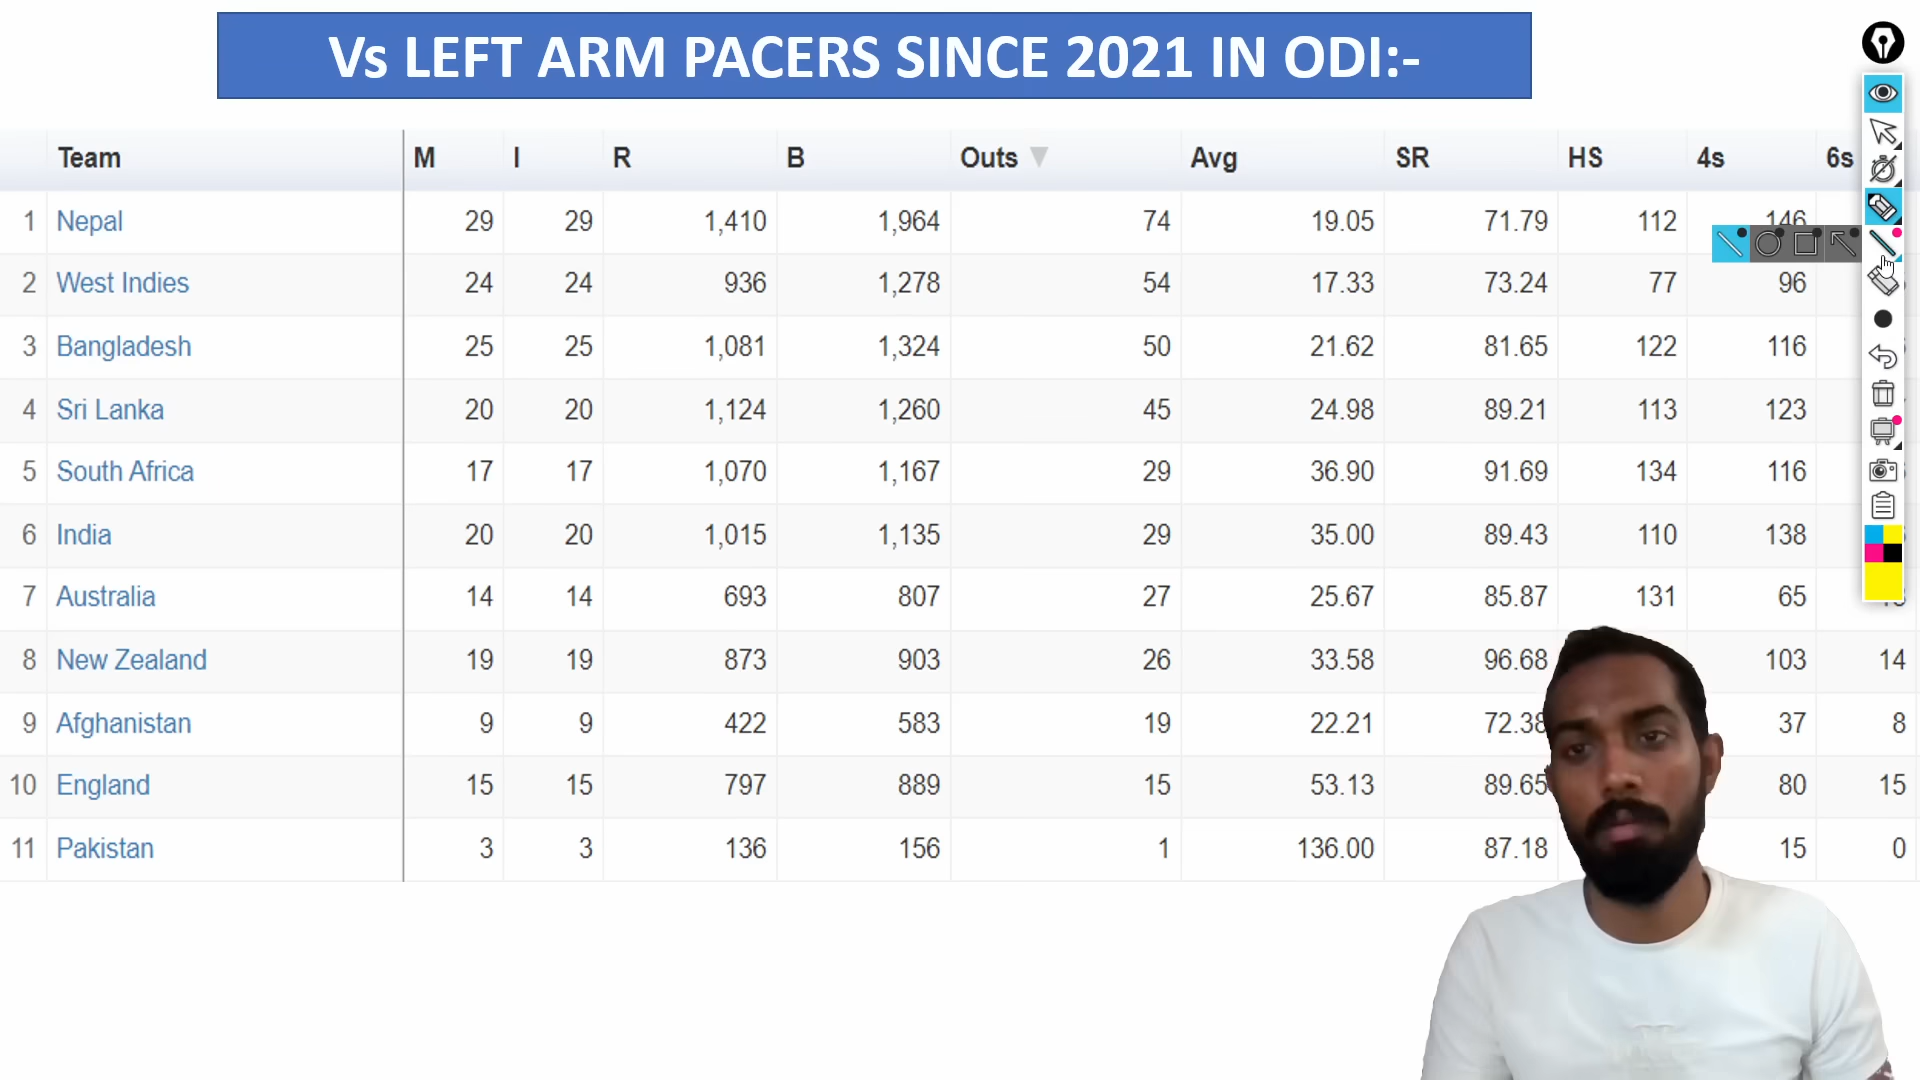 Vs LEFT ARM PACERS SINCE 2021 IN ODI:-
Team M I R B Outs Avg SR HS 4s 6s
1 Nepal 29 29 1,410 1,964 74 19.05 71.79 112 146
2 West Indies 24 24 936 1,278 54 17.33 73.24 77 96
3 Bangladesh 25 25 1,081 1,324 50 21.62 81.65 122 116
4 Sri Lanka 20 20 1,124 1,260 45 24.98 89.21 113 123
5 South Africa 17 17 1,070 1,167 29 36.90 91.69 134 116
6 India 20 20 1,015 1,135 29 35.00 89.43 110 138
7 Australia 14 14 693 807 27 25.67 85.87 131 65
8 New Zealand 19 19 873 903 26 33.58 96.68 103 14
9 Afghanistan 9 9 422 583 19 22.21 72.38 37 8
10 England 15 15 797 889 15 53.13 89.65 80 15
11 Pakistan 3 3 136 156 1 136.00 87.18 15 0